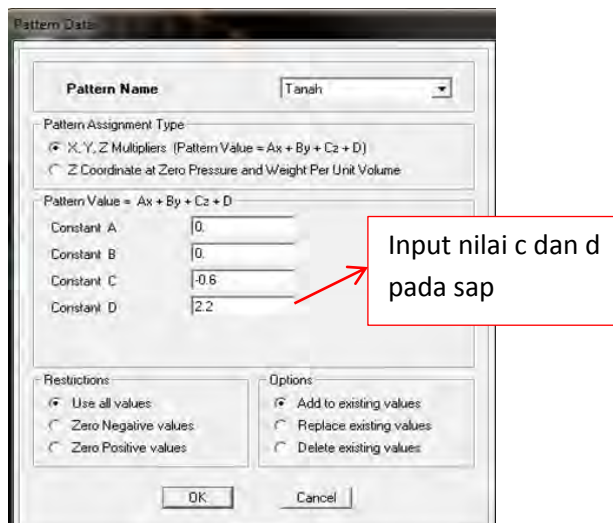 Pattern Data
Pattern Name
Tanah
Pattern Assignment Type
X, Y, Z Multipliers (Pattern Value = Ax + By + Cz + D)
Z Coordinate at Zero Pressure and Weight Per Unit Volume
Pattern Value = Ax + By + Cz + D
Constant A 0.
Constant B 0.
Constant C -0.6
Constant D 2.2
Input nilai c dan d
pada sap
Restrictions
Use all values
Zero Negative values
Zero Positive values
Options
Add to existing values
Replace existing values
Delete existing values
OK Cancel